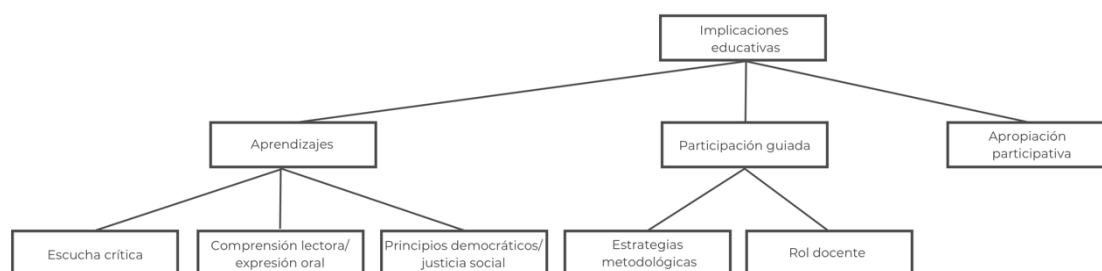 Implicaciones
educativas
Aprendizajes
Participación guiada
Apropiación
participativa
Escucha crítica
Comprensión lectora/
expresión oral
Principios democráticos/
justicia social
Estrategias
metodológicas
Rol docente